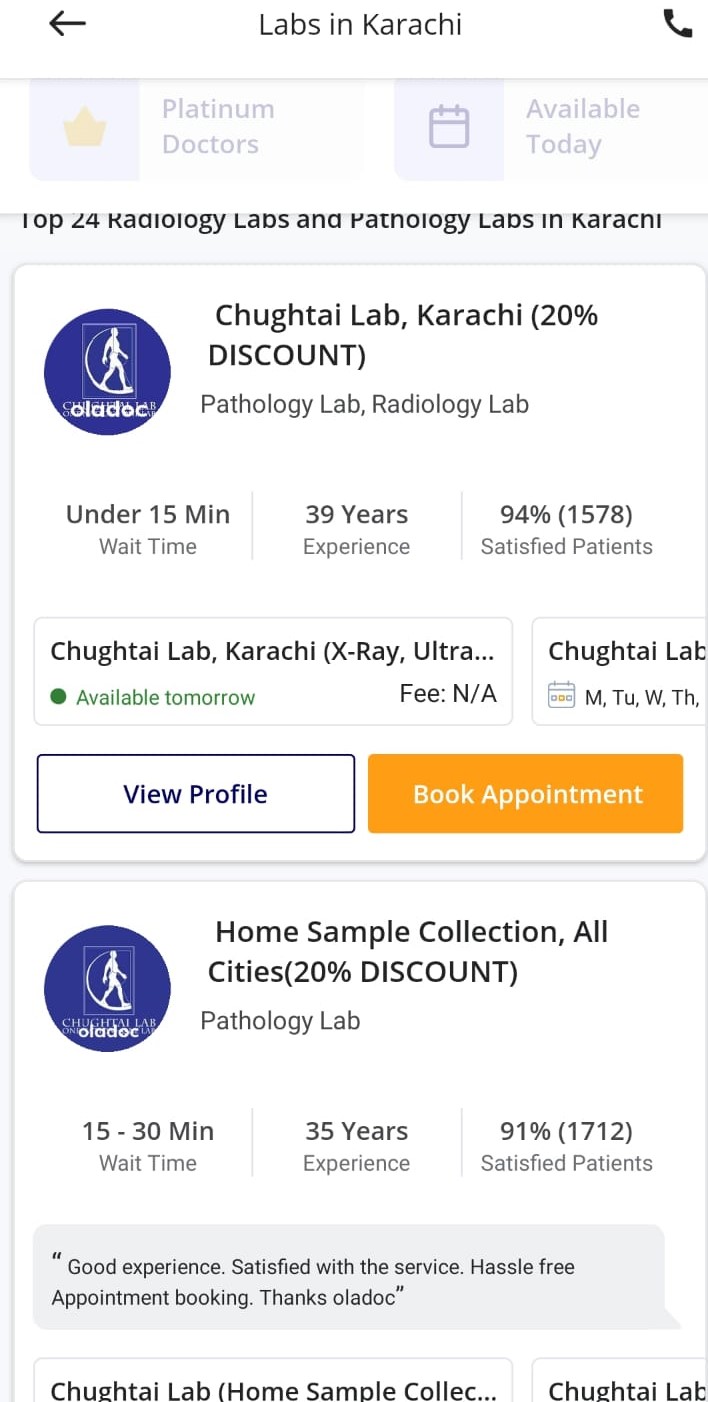 Labs in Karachi
Platinum
Doctors
Available
Today
Top 24 Radiology Labs and Pathology Labs in Karachi
Chughtai Lab, Karachi (20%
DISCOUNT)
Pathology Lab, Radiology Lab
CHUGHTAI LAB
oladoc
Under 15 Min
Wait Time
39 Years
Experience
94% (1578)
Satisfied Patients
Chughtai Lab, Karachi (X-Ray, Ultra...
Available tomorrow
Fee: N/A
Chughtai Lab
M, Tu, W, Th,
View Profile
Book Appointment
Home Sample Collection, All
Cities(20% DISCOUNT)
Pathology Lab
CHUGHTAI LAB
oladoc
15 - 30 Min
Wait Time
35 Years
Experience
91% (1712)
Satisfied Patients
“ Good experience. Satisfied with the service. Hassle free
Appointment booking. Thanks oladoc”
Chughtai Lab (Home Sample Collec...
Chughtai Lab